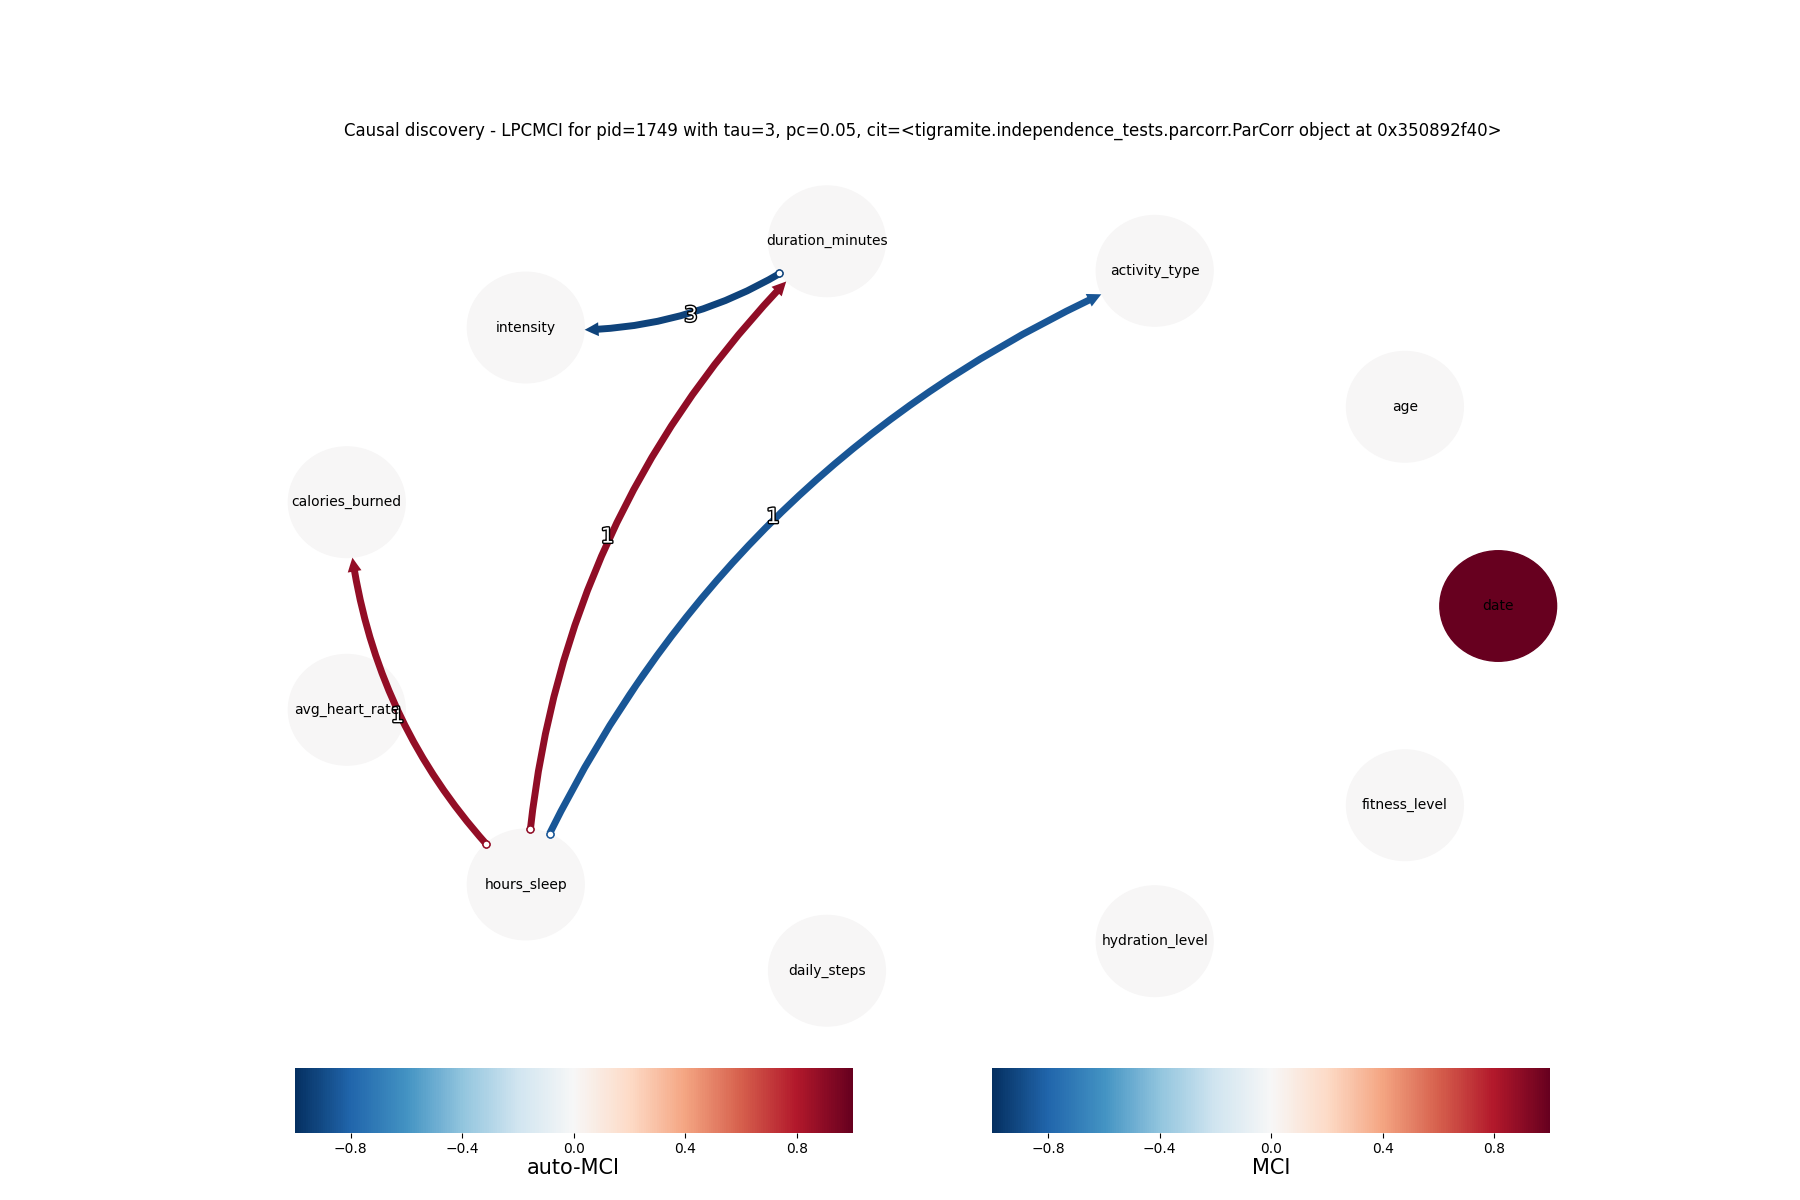 Causal discovery - LPCMCI for pid=1749 with tau=3, pc=0.05, cit=<tigramite.independence_tests.parcorr.ParCorr object at 0x350892f40>
duration_minutes
activity_type
intensity
3
age
calories_burned
1
1
date
avg_heart_rate
1
fitness_level
hours_sleep
hydration_level
daily_steps
−0.8 −0.4 0.0 0.4 0.8
auto-MCI
−0.8 −0.4 0.0 0.4 0.8
MCI